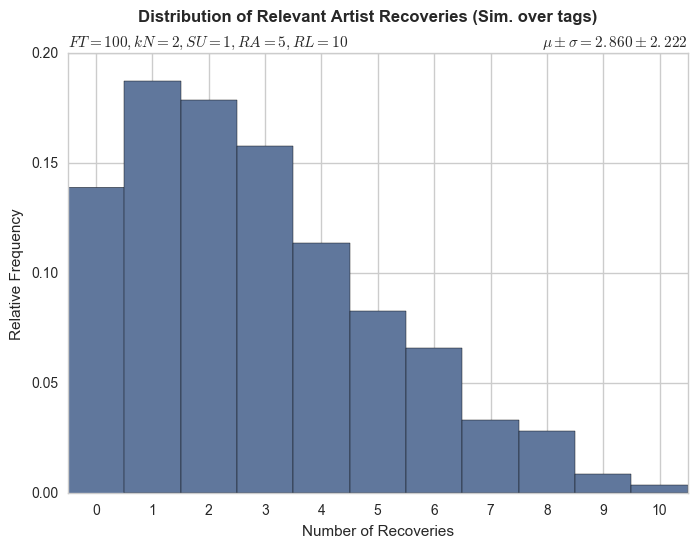 Distribution of Relevant Artist Recoveries (Sim. over tags)
FT = 100, kN = 2, SU = 1, RA = 5, RL = 10 μ ± σ = 2.860 ± 2.222
0.20
0.15
0.10
0.05
0.00
Relative Frequency
0 1 2 3 4 5 6 7 8 9 10
Number of Recoveries